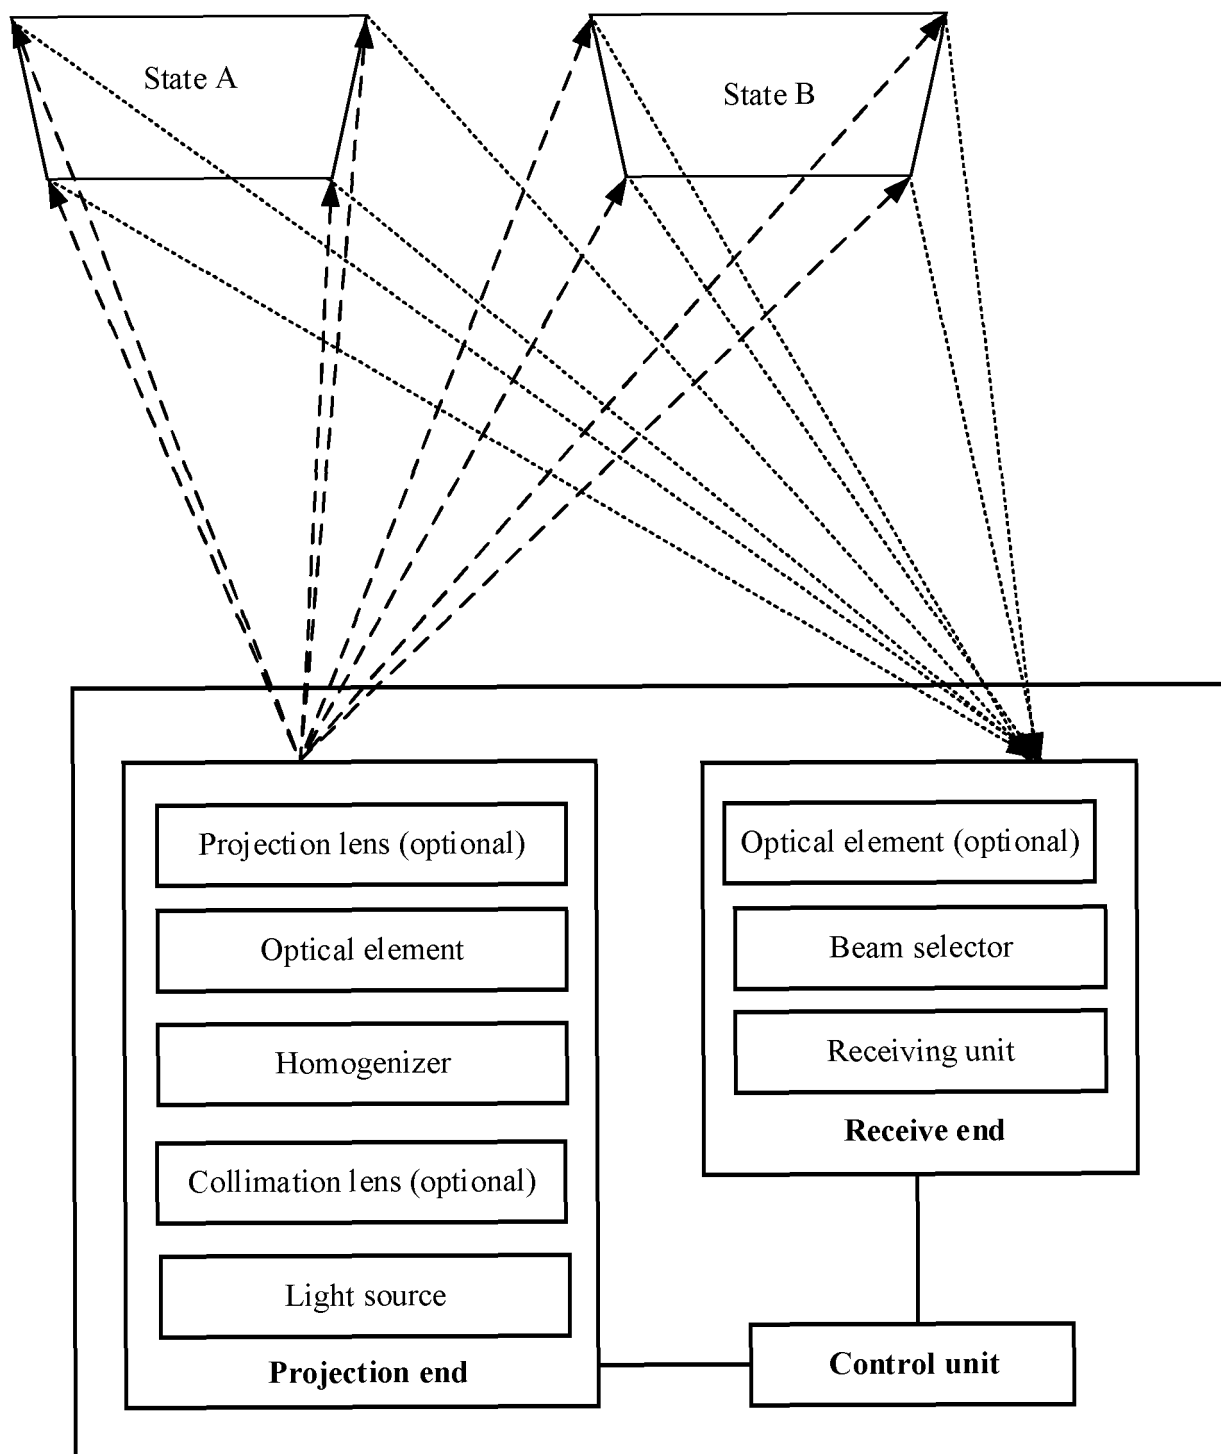 State A
State B
Projection lens (optional)
Optical element
Homogenizer
Collimation lens (optional)
Light source
Projection end
Optical element (optional)
Beam selector
Receiving unit
Receive end
Control unit